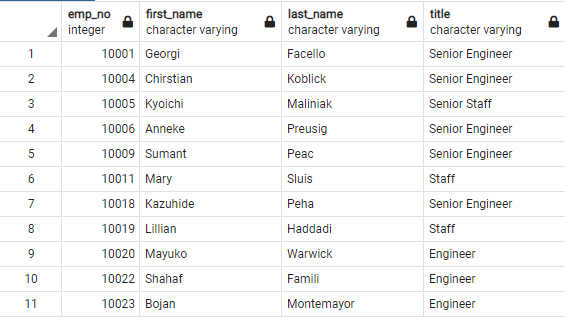 emp_no first_name last_name title
integer character varying character varying character varying
1 10001 Georgi Facello Senior Engineer
2 10004 Chirstian Koblick Senior Engineer
3 10005 Kyoichi Maliniak Senior Staff
4 10006 Anneke Preusig Senior Engineer
5 10009 Sumant Peac Senior Engineer
6 10011 Mary Sluis Staff
7 10018 Kazuhide Peha Senior Engineer
8 10019 Lillian Haddadi Staff
9 10020 Mayuko Warwick Engineer
10 10022 Shahaf Famili Engineer
11 10023 Bojan Montemayor Engineer